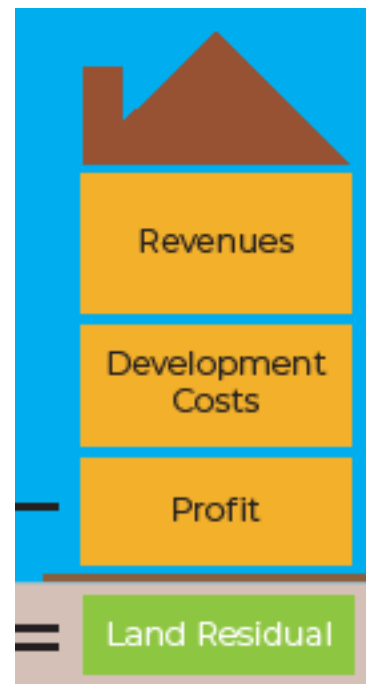 Revenues
Development
Costs
– Profit
= Land Residual